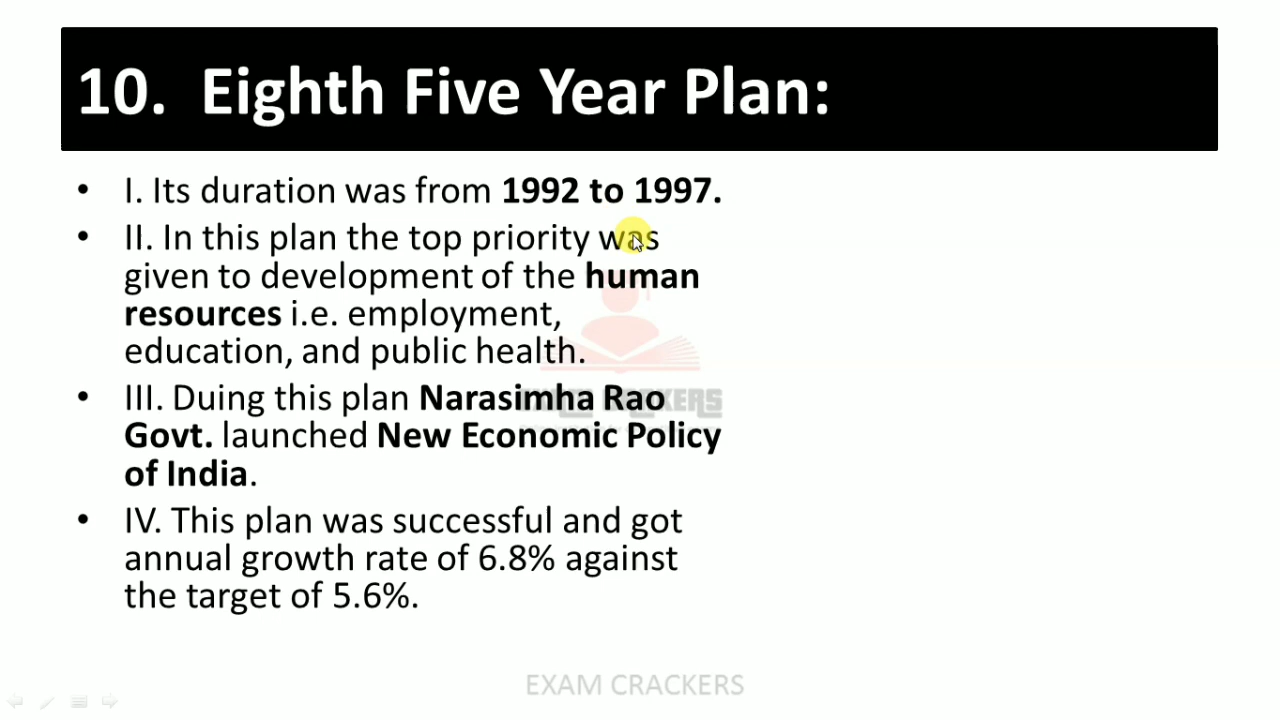 10. Eighth Five Year Plan:
• I. Its duration was from 1992 to 1997.
• II. In this plan the top priority was
given to development of the human
resources i.e. employment,
education, and public health.
• III. Duing this plan Narasimha Rao
Govt. launched New Economic Policy
of India.
• IV. This plan was successful and got
annual growth rate of 6.8% against
the target of 5.6%.
EXAM CRACKERS